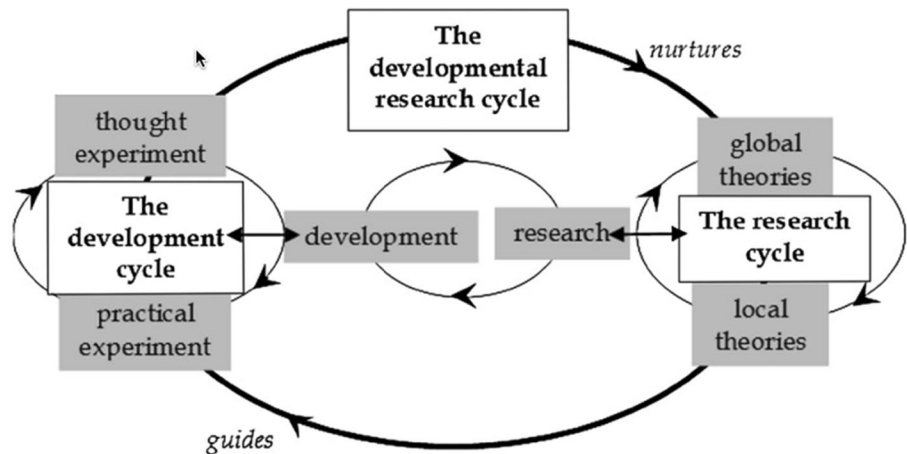 The
developmental
research cycle
nurtures
thought
experiment
The
development
cycle
practical
experiment
development
research
global
theories
The research
cycle
local
theories
guides